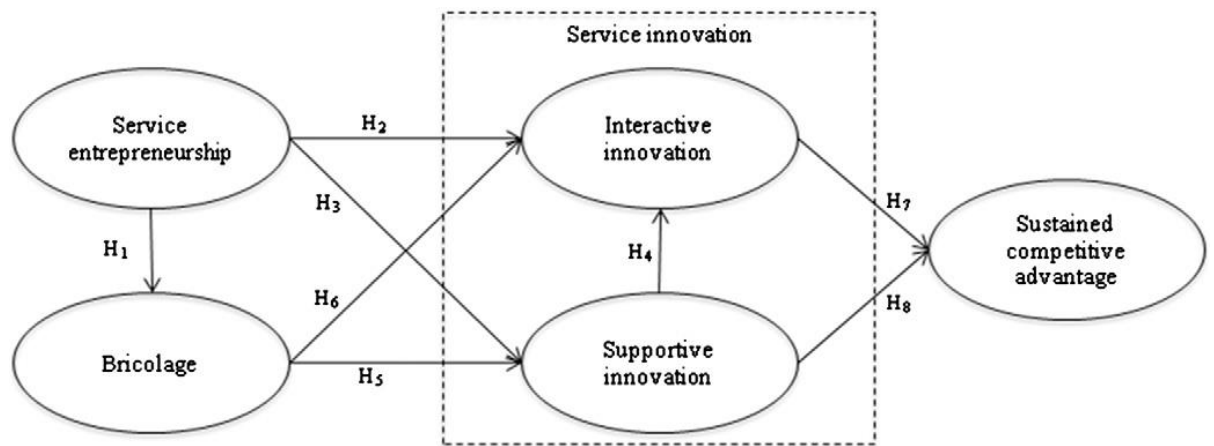 Service innovation
Service
entrepreneurship
H2
Interactive
innovation
H3
H7
H1
H4
Sustained
competitive
advantage
H6
H8
Bricolage
H5
Supportive
innovation